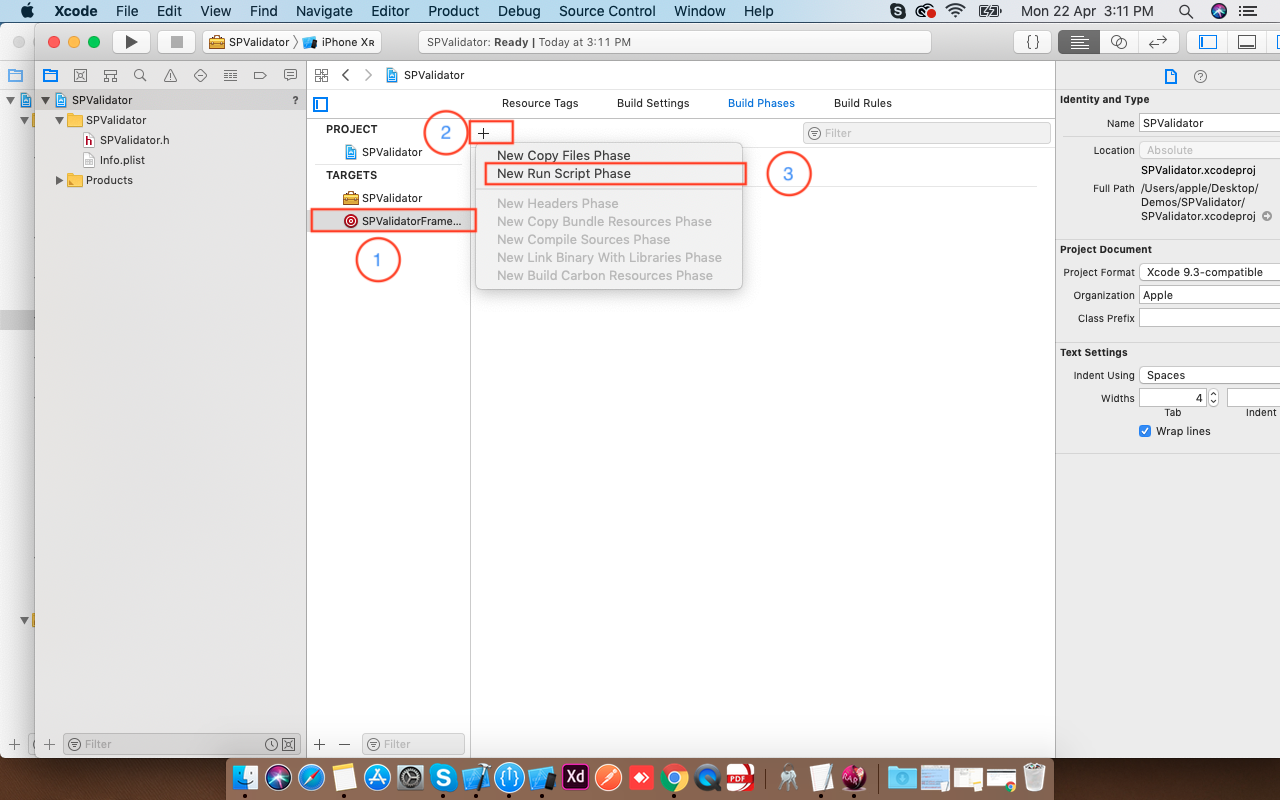 Xcode File Edit View Find Navigate Editor Product Debug Source Control Window Help Mon 22 Apr 3:11 PM
SPValidator iPhone XR SPValidator: Ready | Today at 3:11 PM { }
SPValidator
SPValidator ?
SPValidator
h SPValidator.h
Info.plist
Products
Filter
Resource Tags Build Settings Build Phases Build Rules
PROJECT
SPValidator
TARGETS
SPValidator
SPValidatorFrame...
1
2
+
Filter
New Copy Files Phase
New Run Script Phase
3
New Headers Phase
New Copy Bundle Resources Phase
New Compile Sources Phase
New Link Binary With Libraries Phase
New Build Carbon Resources Phase
Filter
Identity and Type
Name SPValidator
Location Absolute
SPValidator.xcodeproj
Full Path /Users/apple/Desktop/
Demos/SPValidator/
SPValidator.xcodeproj
Project Document
Project Format Xcode 9.3-compatible
Organization Apple
Class Prefix
Text Settings
Indent Using Spaces
Widths 4
Tab Indent
Wrap lines
Xd PDF